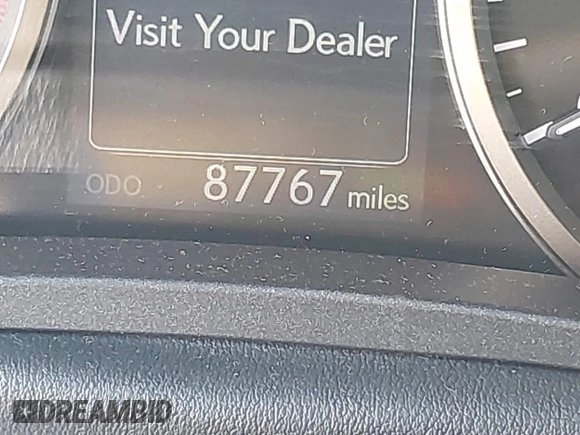 Visit Your Dealer
ODO 87767 miles
DREAMBID